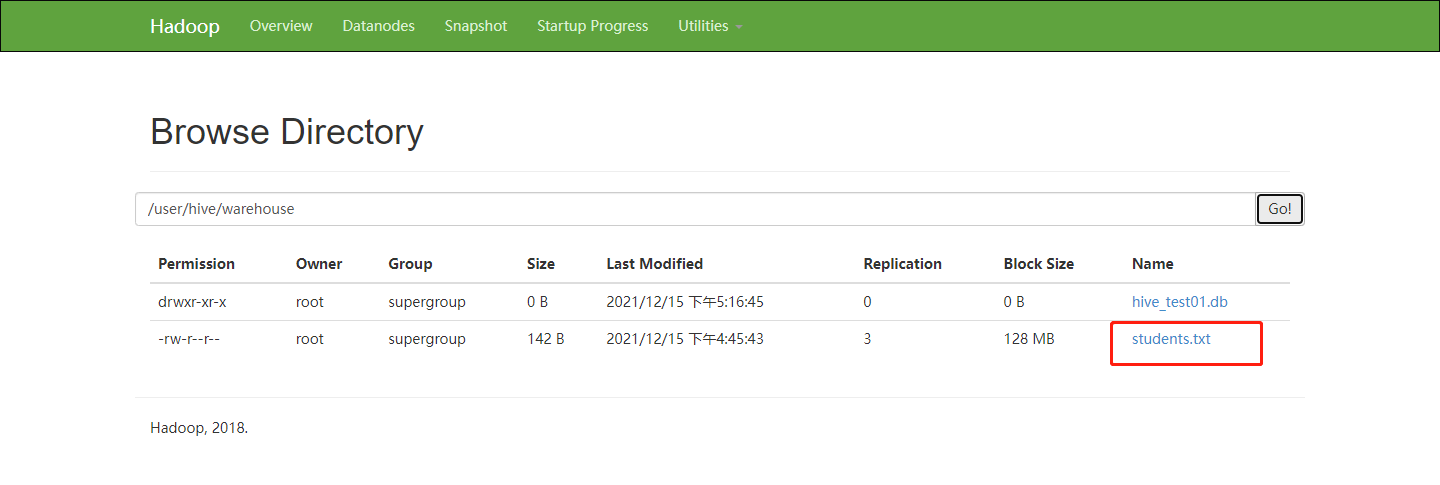 Hadoop Overview Datanodes Snapshot Startup Progress Utilities
Browse Directory
/user/hive/warehouse Go!
Permission Owner Group Size Last Modified Replication Block Size Name
drwxr-xr-x root supergroup 0 B 2021/12/15 下午5:16:45 0 0 B hive_test01.db
-rw-r--r-- root supergroup 142 B 2021/12/15 下午4:45:43 3 128 MB students.txt
Hadoop, 2018.